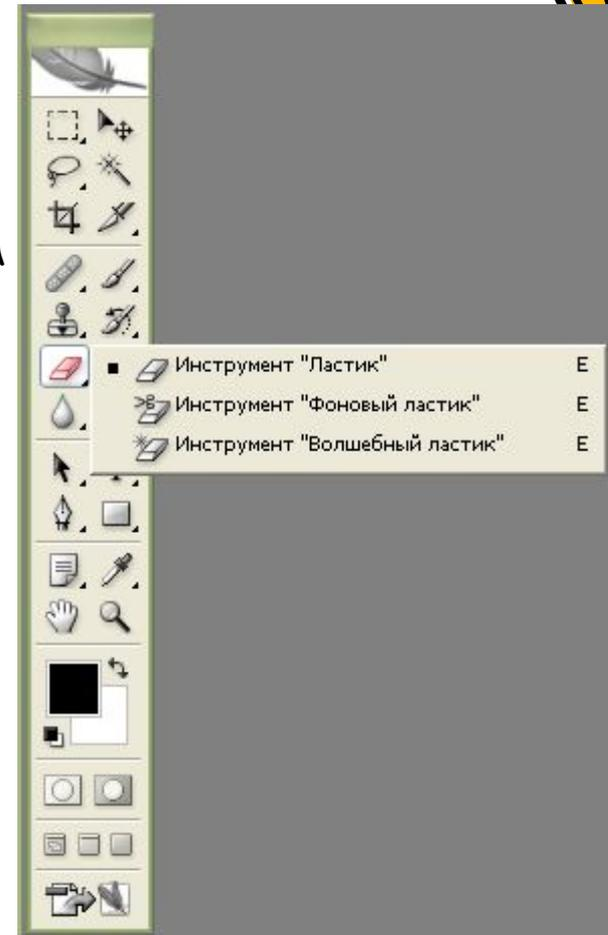 Инструмент "Ластик" E
Инструмент "Фоновый ластик" E
Инструмент "Волшебный ластик" E